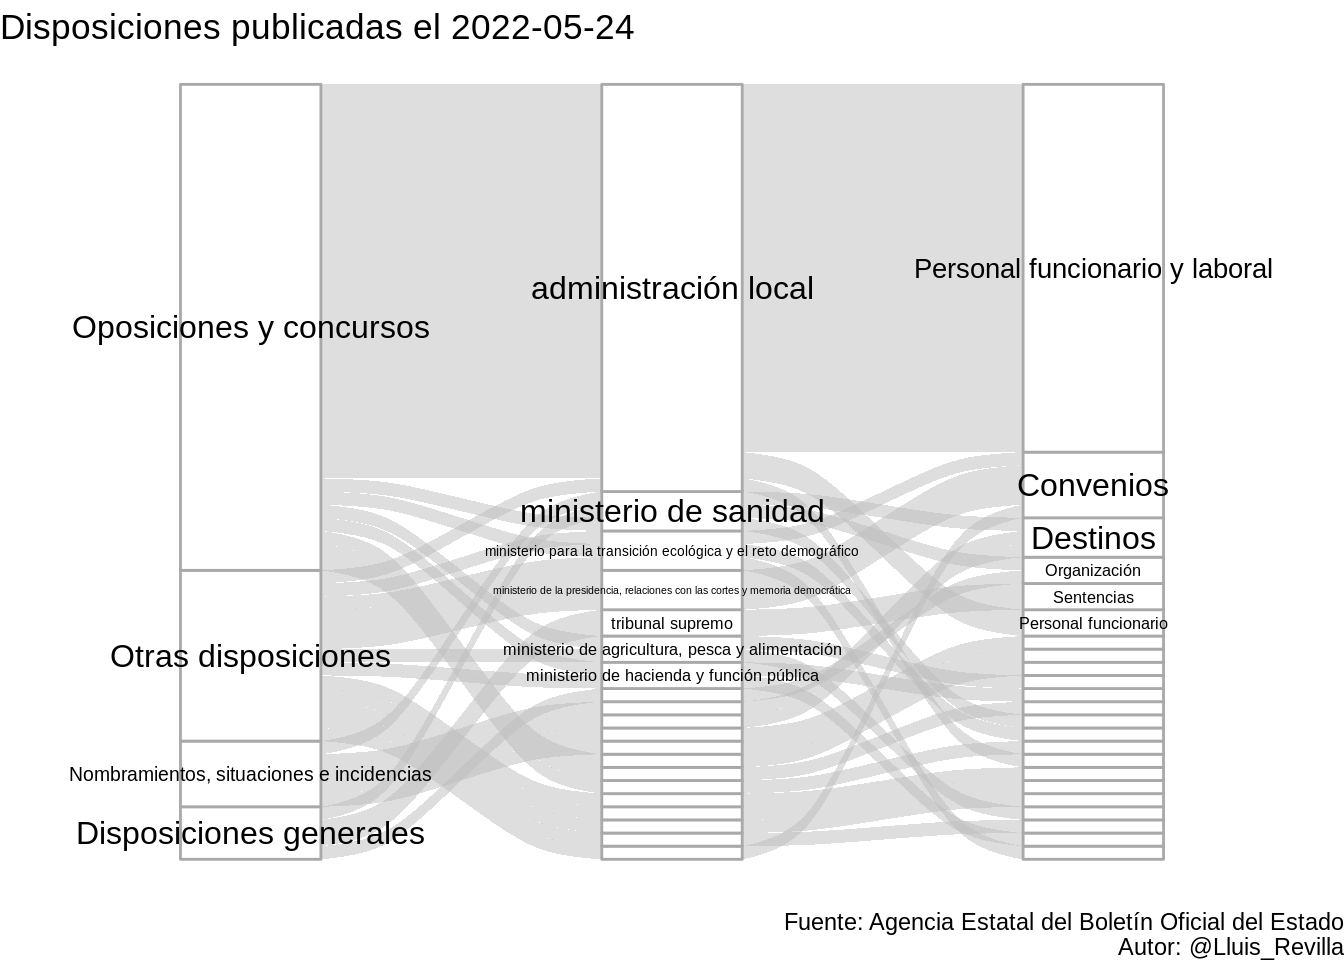 Disposiciones publicadas el 2022-05-24
Oposiciones y concursos
Otras disposiciones
Nombramientos, situaciones e incidencias
Disposiciones generales
administración local
ministerio de sanidad
ministerio para la transición ecológica y el reto demográfico
ministerio de la presidencia, relaciones con las cortes y memoria democrática
tribunal supremo
ministerio de agricultura, pesca y alimentación
ministerio de hacienda y función pública
Personal funcionario y laboral
Convenios
Destinos
Organización
Sentencias
Personal funcionario
Fuente: Agencia Estatal del Boletín Oficial del Estado
Autor: @Lluis_Revilla